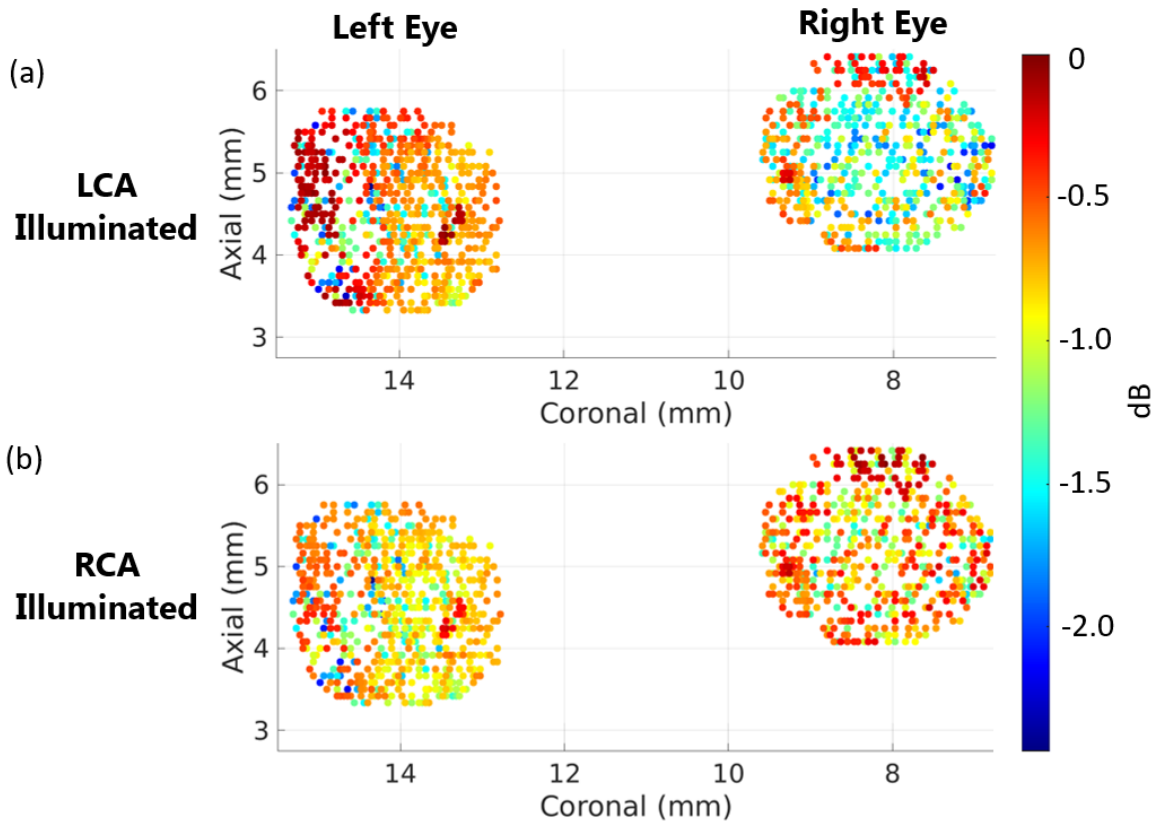 Left Eye
Right Eye
(a)
LCA
Illuminated
Axial (mm)
6
5
4
3
14
12
10
8
Coronal (mm)
0
-0.5
-1.0
-1.5
-2.0
dB
(b)
RCA
Illuminated
Axial (mm)
6
5
4
3
14
12
10
8
Coronal (mm)